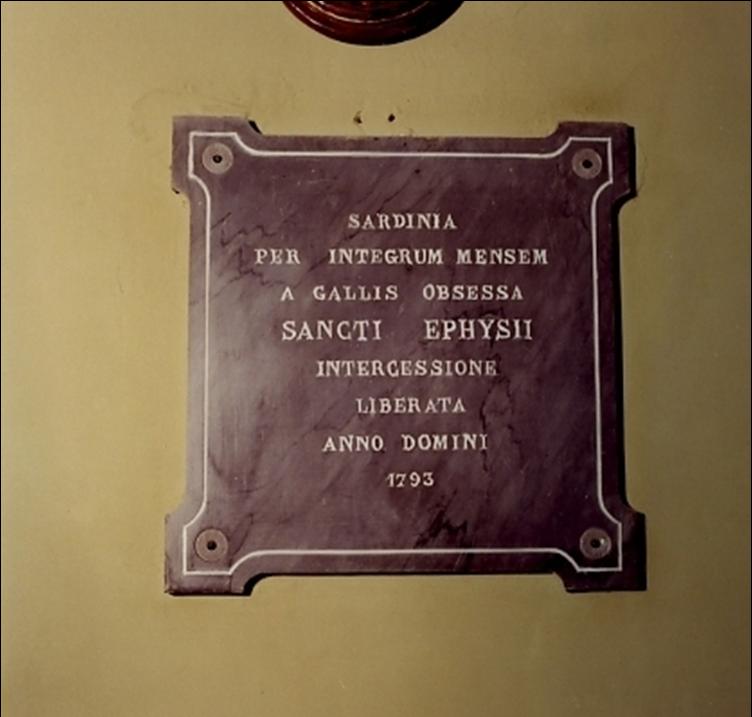 SARDINIA
PER INTEGRUM MENSEM
A GALLIS OBSESSA
SANCTI EPHYSII
INTERCESSIONE
LIBERATA
ANNO DOMINI
1793